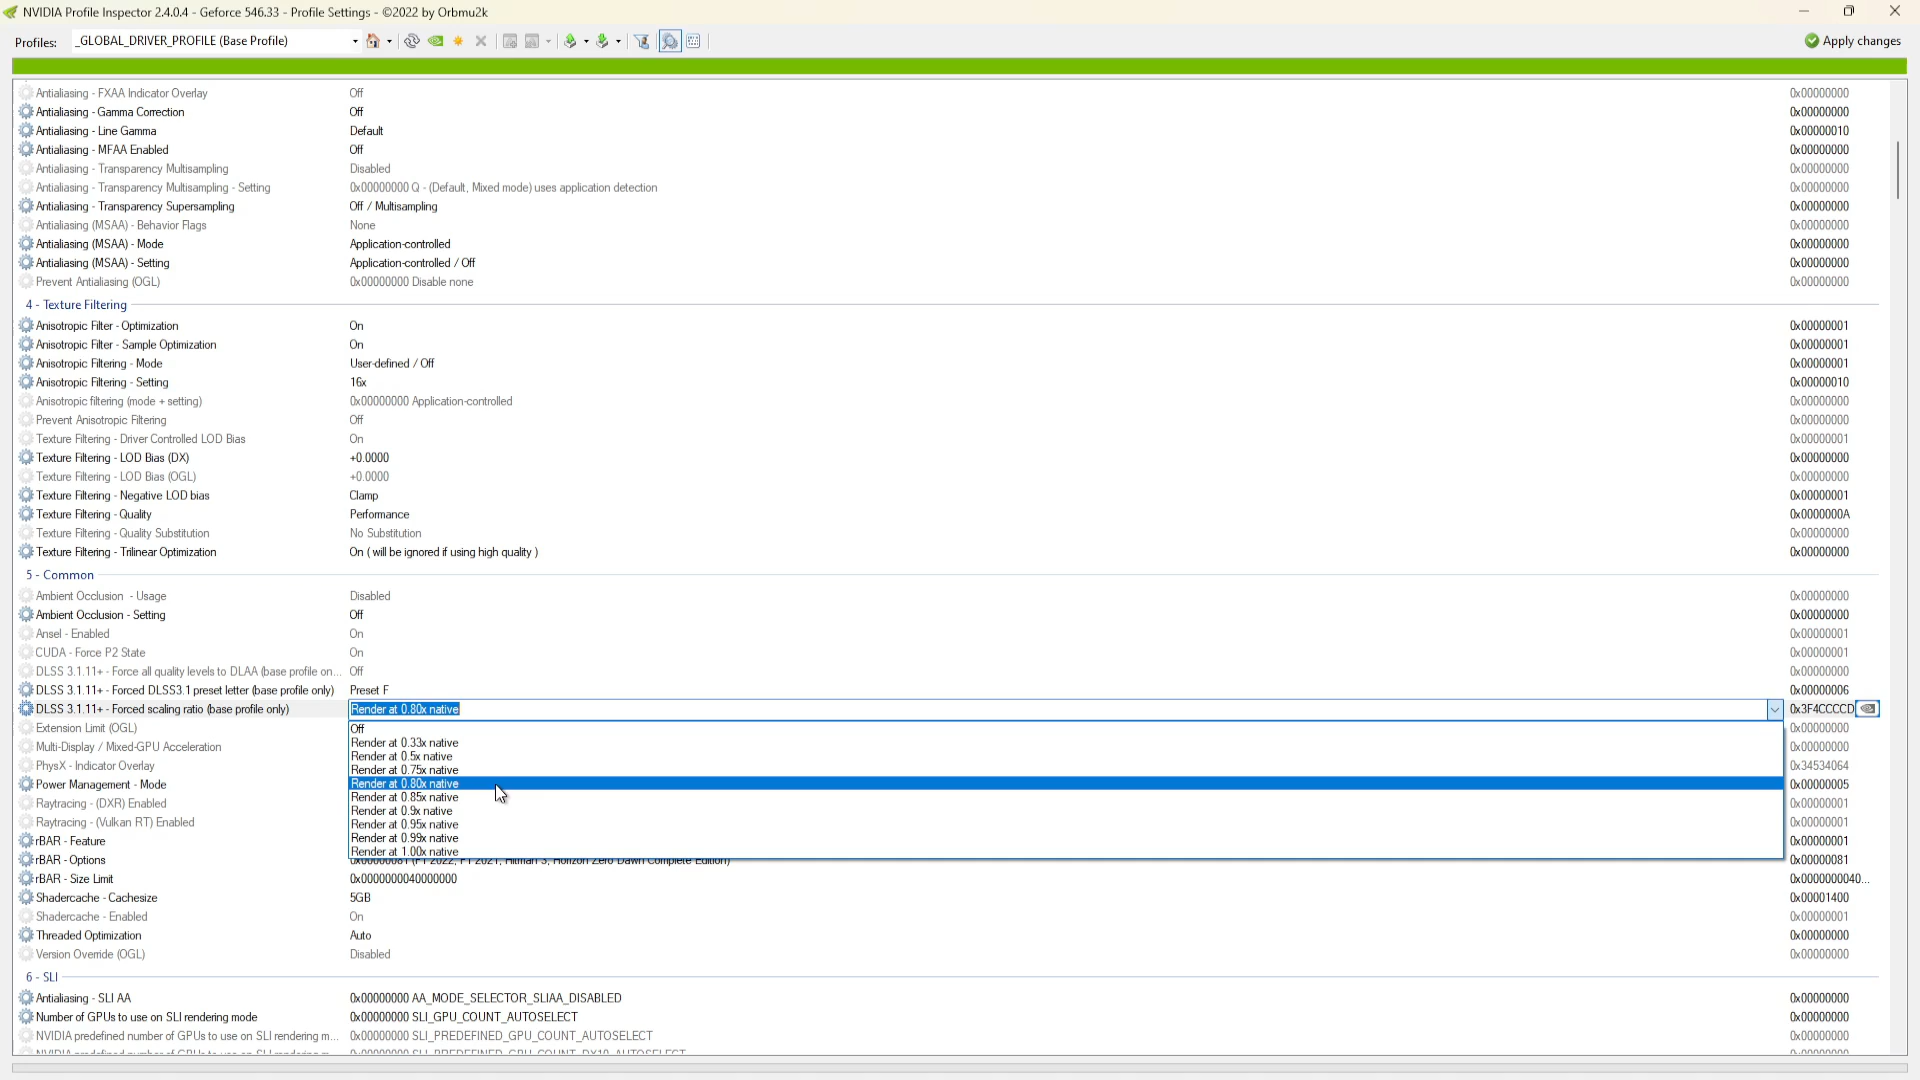 NVIDIA Profile Inspector 2.4.0.4 - Geforce 546.33 - Profile Settings - ©2022 by Orbmu2k
Profiles: _GLOBAL_DRIVER_PROFILE (Base Profile) Apply changes
Antialiasing - FXAA Indicator Overlay Off 0x00000000
Antialiasing - Gamma Correction Off 0x00000000
Antialiasing - Line Gamma Default 0x00000010
Antialiasing - MFAA Enabled Off 0x00000000
Antialiasing - Transparency Multisampling Disabled 0x00000000
Antialiasing - Transparency Multisampling - Setting 0x00000000 Q - (Default, Mixed mode) uses application detection 0x00000000
Antialiasing - Transparency Supersampling Off / Multisampling 0x00000000
Antialiasing (MSAA) - Behavior Flags None 0x00000000
Antialiasing (MSAA) - Mode Application-controlled 0x00000000
Antialiasing (MSAA) - Setting Application-controlled / Off 0x00000000
Prevent Antialiasing (OGL) 0x00000000 Disable none 0x00000000
4 - Texture Filtering
Anisotropic Filter - Optimization On 0x00000001
Anisotropic Filter - Sample Optimization On 0x00000001
Anisotropic Filtering - Mode User-defined / Off 0x00000001
Anisotropic Filtering - Setting 16x 0x00000010
Anisotropic filtering (mode + setting) 0x00000000 Application-controlled 0x00000000
Prevent Anisotropic Filtering Off 0x00000000
Texture Filtering - Driver Controlled LOD Bias On 0x00000001
Texture Filtering - LOD Bias (DX) +0.0000 0x00000000
Texture Filtering - LOD Bias (OGL) +0.0000 0x00000000
Texture Filtering - Negative LOD bias Clamp 0x00000001
Texture Filtering - Quality Performance 0x0000000A
Texture Filtering - Quality Substitution No Substitution 0x00000000
Texture Filtering - Trilinear Optimization On ( will be ignored if using high quality ) 0x00000000
5 - Common
Ambient Occlusion - Usage Disabled 0x00000000
Ambient Occlusion - Setting Off 0x00000000
Ansel - Enabled On 0x00000001
CUDA - Force P2 State On 0x00000001
DLSS 3.1.11+ - Force all quality levels to DLAA (base profile on... Off 0x00000000
DLSS 3.1.11+ - Forced DLSS3.1 preset letter (base profile only) Preset F 0x00000006
DLSS 3.1.11+ - Forced scaling ratio (base profile only) Render at 0.80x native 0x3F4CCCCD
Extension Limit (OGL) Off 0x00000000
Render at 0.33x native
Multi-Display / Mixed-GPU Acceleration 0x00000000
Render at 0.5x native
PhysX - Indicator Overlay Render at 0.75x native 0x34534064
Power Management - Mode Render at 0.80x native 0x00000005
Render at 0.85x native
Raytracing - (DXR) Enabled Render at 0.9x native 0x00000001
Raytracing - (Vulkan RT) Enabled Render at 0.95x native 0x00000001
rBAR - Feature Render at 0.99x native 0x00000001
Render at 1.00x native
rBAR - Options 0x00000081 (F1 2022, F1 2021, Hitman 3, Horizon Zero Dawn Complete Edition) 0x00000081
rBAR - Size Limit 0x0000000040000000 0x0000000040...
Shadercache - Cachesize 5GB 0x00001400
Shadercache - Enabled On 0x00000001
Threaded Optimization Auto 0x00000000
Version Override (OGL) Disabled 0x00000000
6 - SLI
Antialiasing - SLI AA 0x00000000 AA_MODE_SELECTOR_SLIAA_DISABLED 0x00000000
Number of GPUs to use on SLI rendering mode 0x00000000 SLI_GPU_COUNT_AUTOSELECT 0x00000000
NVIDIA predefined number of GPUs to use on SLI rendering m... 0x00000000 SLI_PREDEFINED_GPU_COUNT_AUTOSELECT 0x00000000